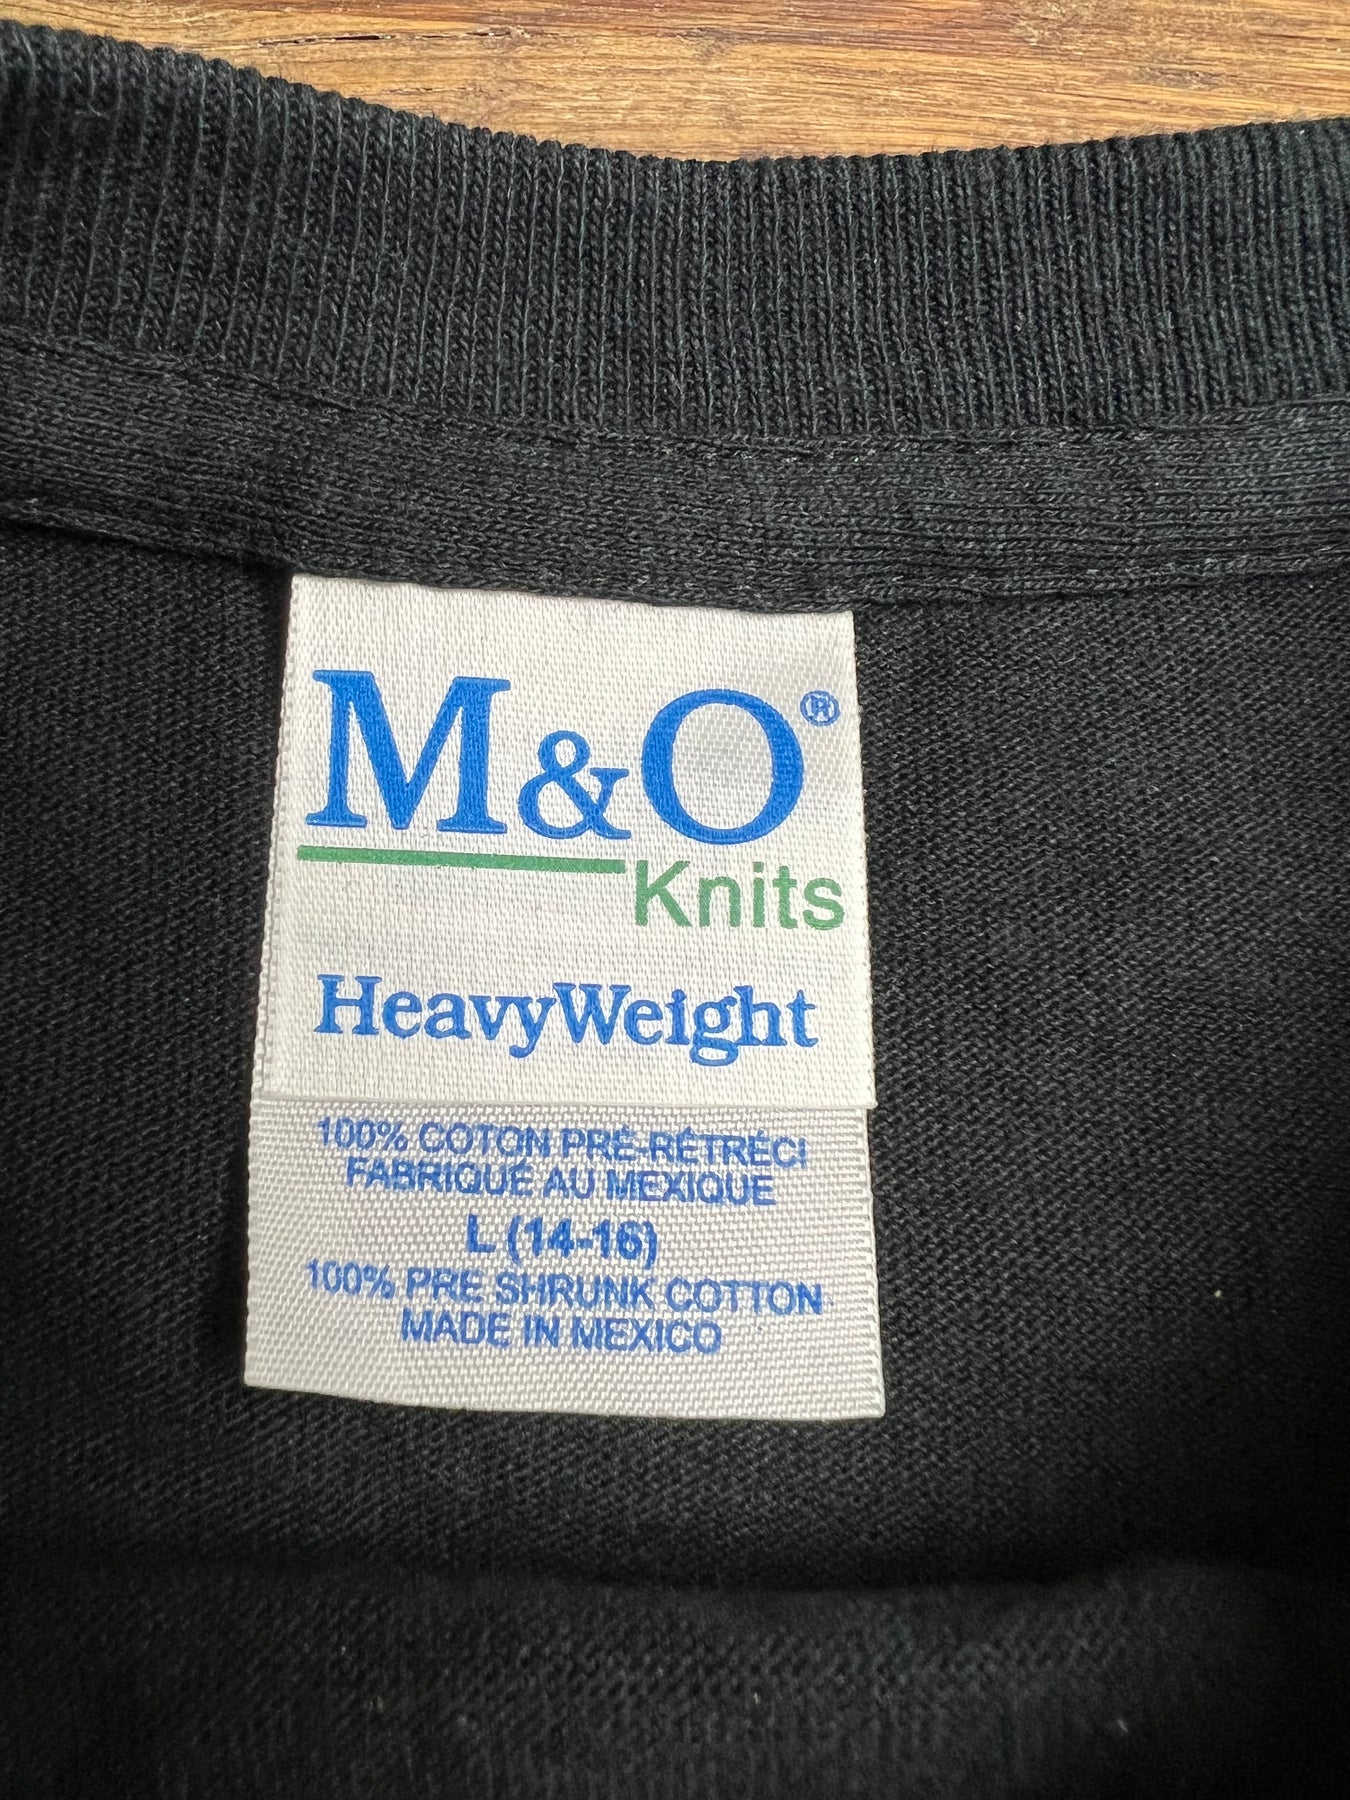 M&O®
Knits
HeavyWeight
100% COTON PRÉ-RÉTRÉCI
FABRIQUÉ AU MEXIQUE
L (14-16)
100% PRE SHRUNK COTTON
MADE IN MEXICO